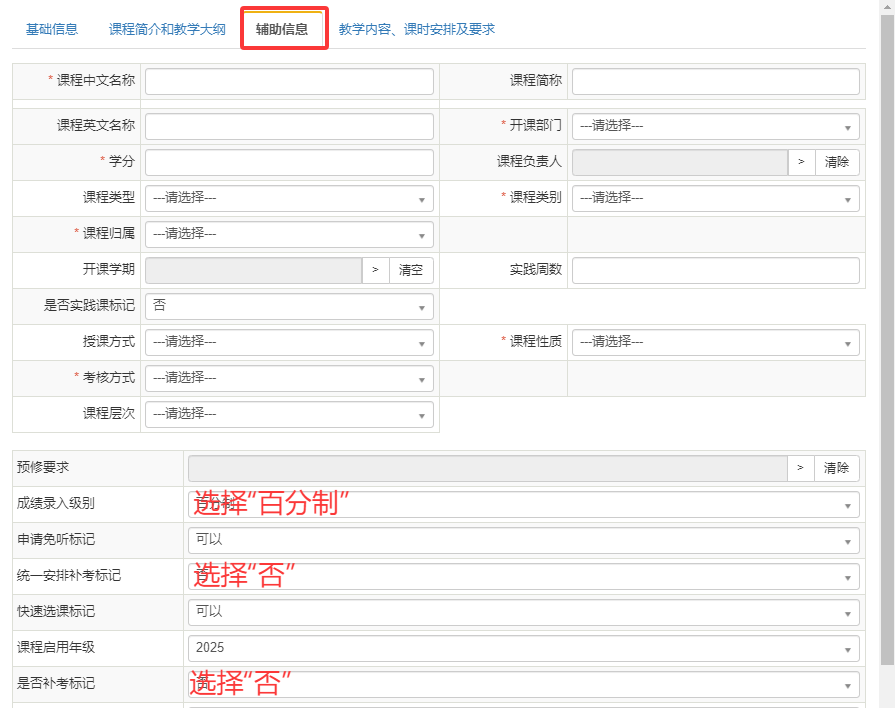 基础信息 课程简介和教学大纲 辅助信息 教学内容、课时安排及要求
* 课程中文名称 课程简称
课程英文名称 * 开课部门 ---请选择---
* 学分 课程负责人 > 清除
课程类型 ---请选择--- * 课程类别 ---请选择---
* 课程归属 ---请选择---
开课学期 > 清空 实践周数
是否实践课标记 否
授课方式 ---请选择--- * 课程性质 ---请选择---
* 考核方式 ---请选择---
课程层次 ---请选择---
预修要求 > 清除
成绩录入级别 百分制 选择“百分制”
申请免听标记 可以
统一安排补考标记 否 选择“否”
快速选课标记 可以
课程启用年级 2025
是否补考标记 否 选择“否”